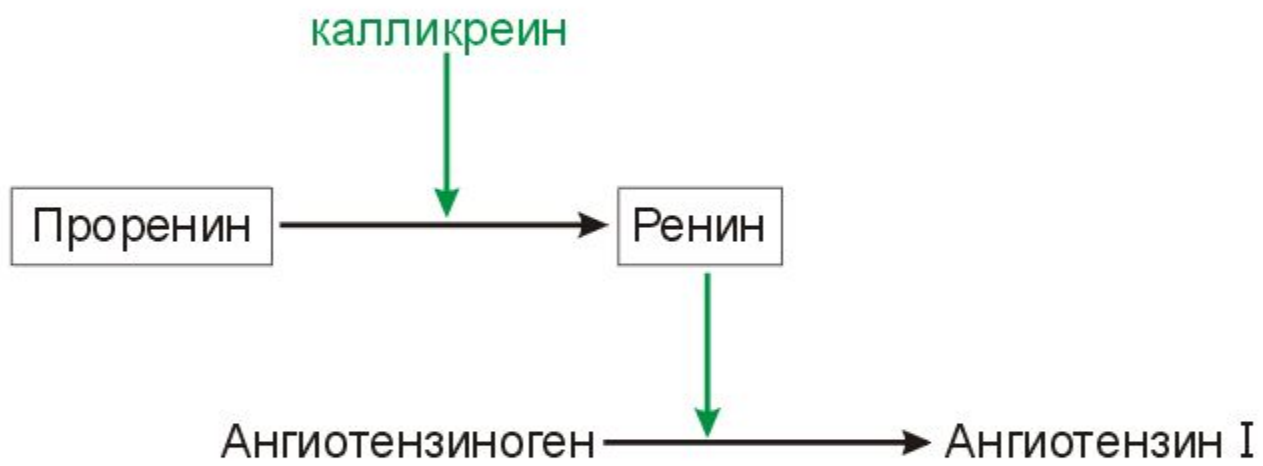 калликреин
Проренин
Ренин
Ангиотензиноген
Ангиотензин I